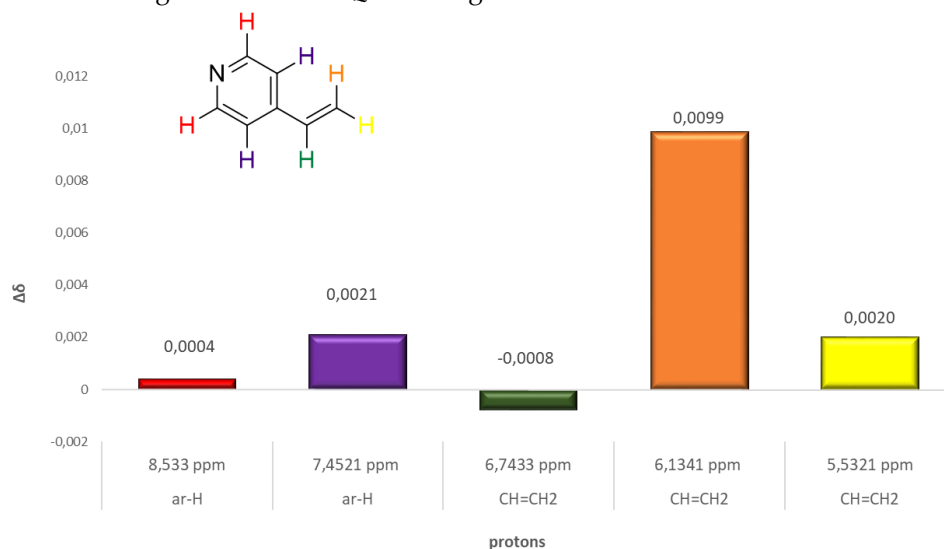 H
H
N
H
H
H
H
H
0,012
0,01
0,008
0,006
0,004
0,002
0
-0,002
Δδ
0,0004
0,0021
-0,0008
0,0099
0,0020
8,533 ppm 7,4521 ppm 6,7433 ppm 6,1341 ppm 5,5321 ppm
ar-H ar-H CH=CH2 CH=CH2 CH=CH2
protons